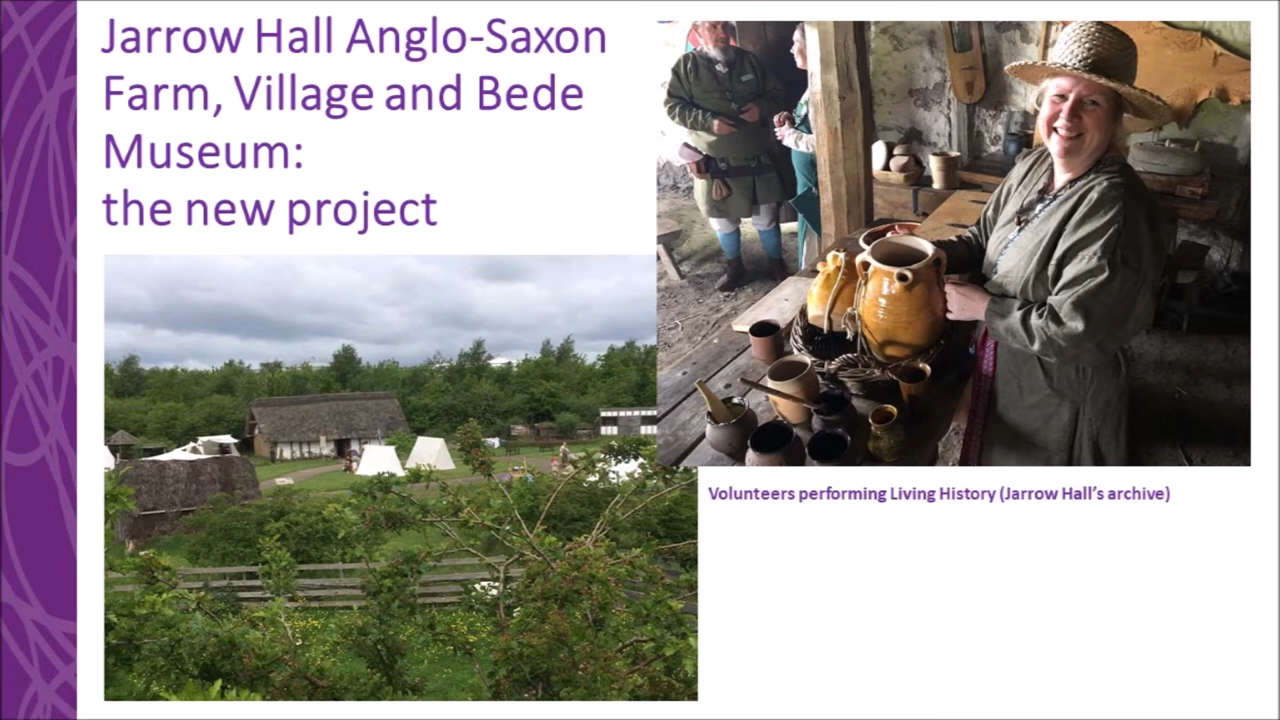 Jarrow Hall Anglo-Saxon
Farm, Village and Bede
Museum:
the new project
Volunteers performing Living History (Jarrow Hall's archive)